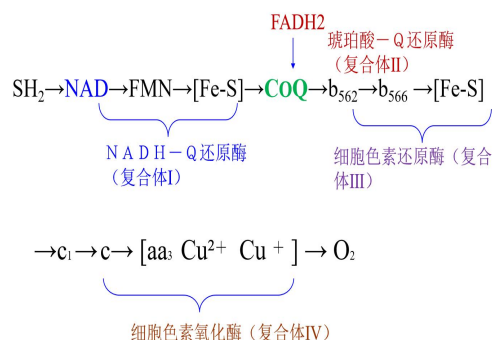 FADH2
琥珀酸－Q还原酶
（复合体II）
SH₂→NAD→FMN→[Fe-S]→COQ→b₅₆₂→b₅₆₆→[Fe-S]
ＮＡＤＨ－Q还原酶
（复合体I）
细胞色素还原酶（复合
体III）
→c₁→c→[aa₃ Cu²⁺ Cu ⁺ ]→O₂
细胞色素氧化酶（复合体IV）